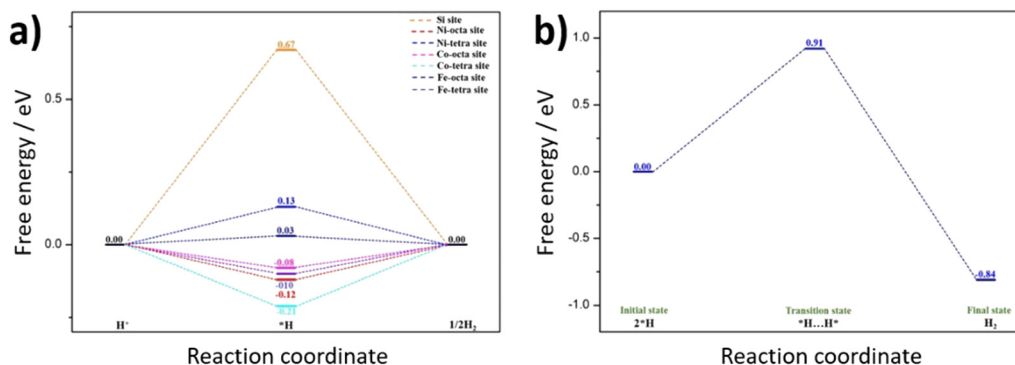 a)
Free energy / eV
0.5
0.0
0.67
0.13
0.03
0.00
0.00
-0.08
-010
-0.12
-0.21
Si site
Ni-octa site
Ni-tetra site
Co-octa site
Co-tetra site
Fe-octa site
Fe-tetra site
H⁺
*H
1/2H₂
Reaction coordinate
b)
Free energy / eV
1.0
0.5
0.0
-0.5
-1.0
0.91
0.00
-0.84
Initial state
Transition state
Final state
2*H
*H...H*
H₂
Reaction coordinate